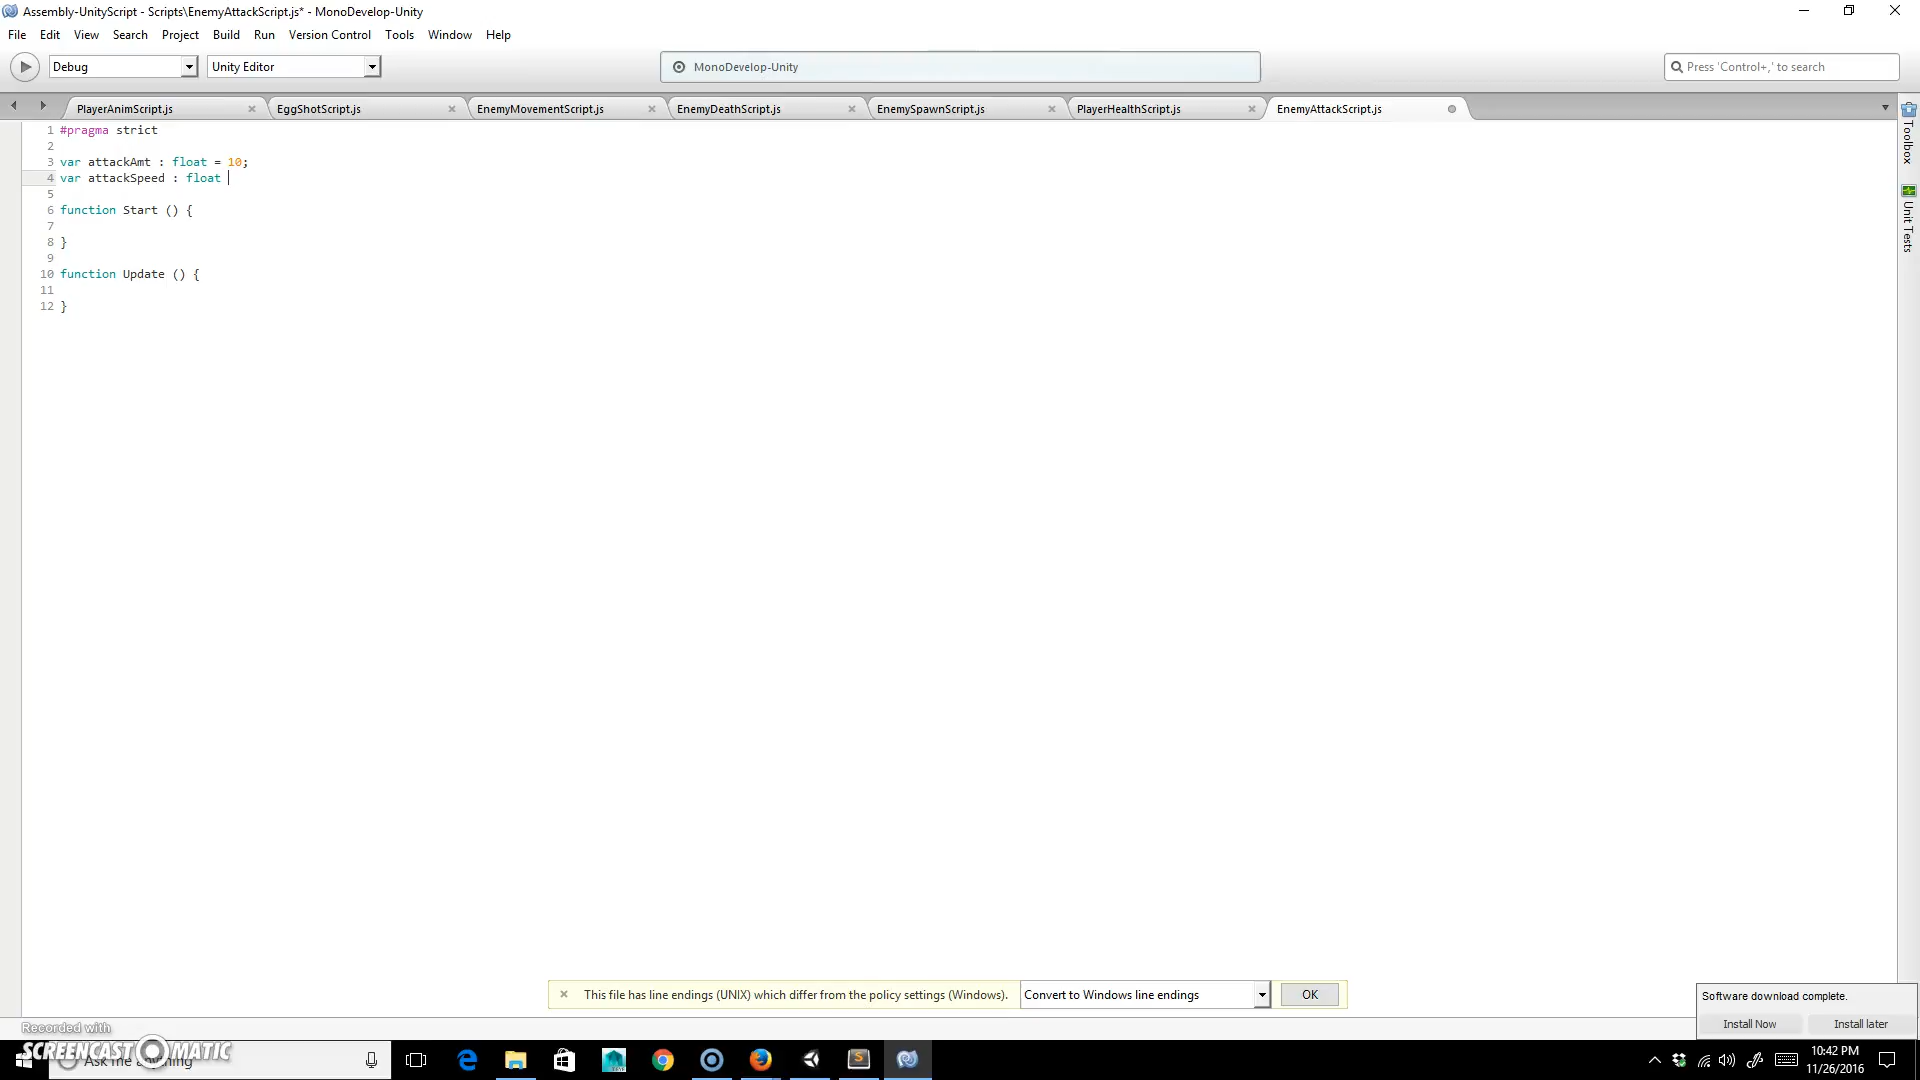 Assembly-UnityScript - Scripts\EnemyAttackScript.js* - MonoDevelop-Unity
File Edit View Search Project Build Run Version Control Tools Window Help
Debug Unity Editor MonoDevelop-Unity Press 'Control+,' to search
PlayerAnimScript.js EggShotScript.js EnemyMovementScript.js EnemyDeathScript.js EnemySpawnScript.js PlayerHealthScript.js EnemyAttackScript.js
Toolbox
Unit Tests
1 #pragma strict
2
3 var attackAmt : float = 10;
4 var attackSpeed : float
5
6 function Start () {
7
8 }
9
10 function Update () {
11
12 }
This file has line endings (UNIX) which differ from the policy settings (Windows). Convert to Windows line endings OK
Software download complete.
Install Now Install later
Recorded with
SCREENCAST-O-MATIC
Ask me anything
10:42 PM
11/26/2016